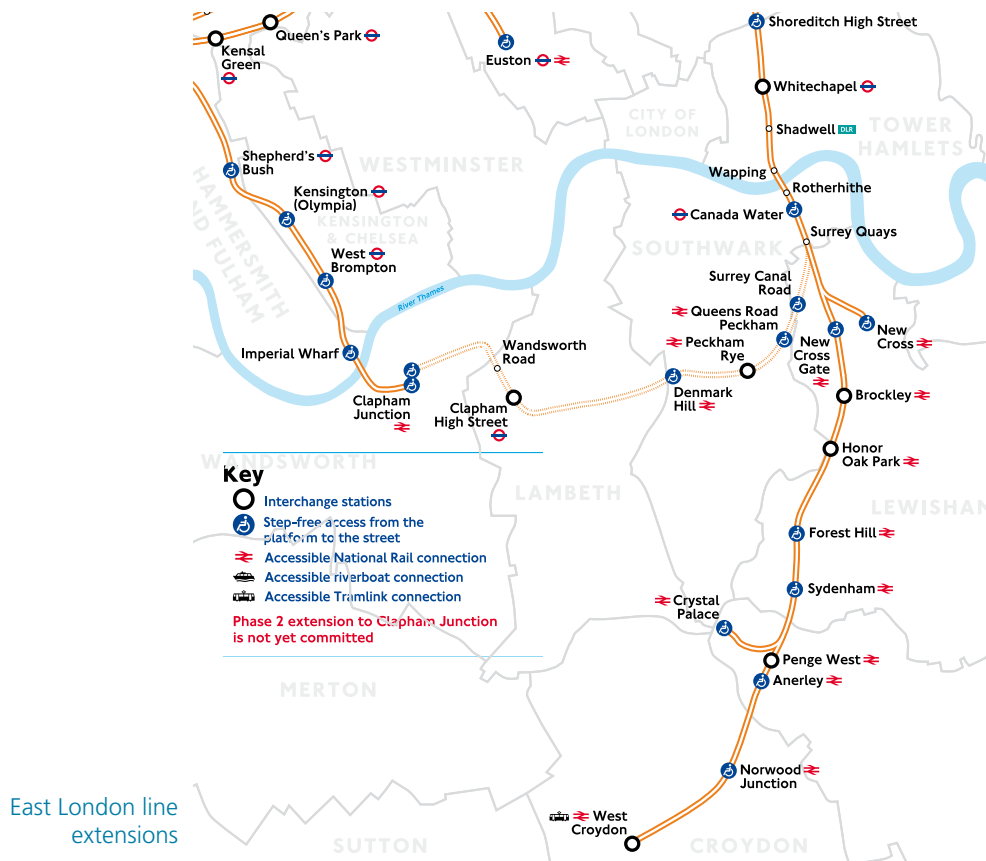 Queen's Park
Kensal
Green
Euston
Shoreditch High Street
Whitechapel
CITY OF
LONDON
Shadwell DLR
TOWER
HAMLETS
Shepherd's
Bush
WESTMINSTER
Wapping
Rotherhithe
HAMMERSMITH
ND FULHAM
Kensington
(Olympia)
KENSINGTON
& CHELSEA
Canada Water
Surrey Quays
SOUTHWARK
West
Brompton
River Thames
Surrey Canal
Road
Queens Road
Peckham
Peckham
Rye
New
Cross
Gate
New
Cross
Imperial Wharf
Wandsworth
Road
Clapham
Junction
Clapham
High Street
Denmark
Hill
Brockley
Honor
Oak Park
WANDSWORTH
LAMBETH
LEWISHAM
Key
Interchange stations
Step-free access from the
platform to the street
Accessible National Rail connection
Accessible riverboat connection
Accessible Tramlink connection
Phase 2 extension to Clapham Junction
is not yet committed
Forest Hill
Sydenham
Crystal
Palace
Penge West
Anerley
MERTON
Norwood
Junction
West
Croydon
SUTTON
CROYDON
East London line
extensions